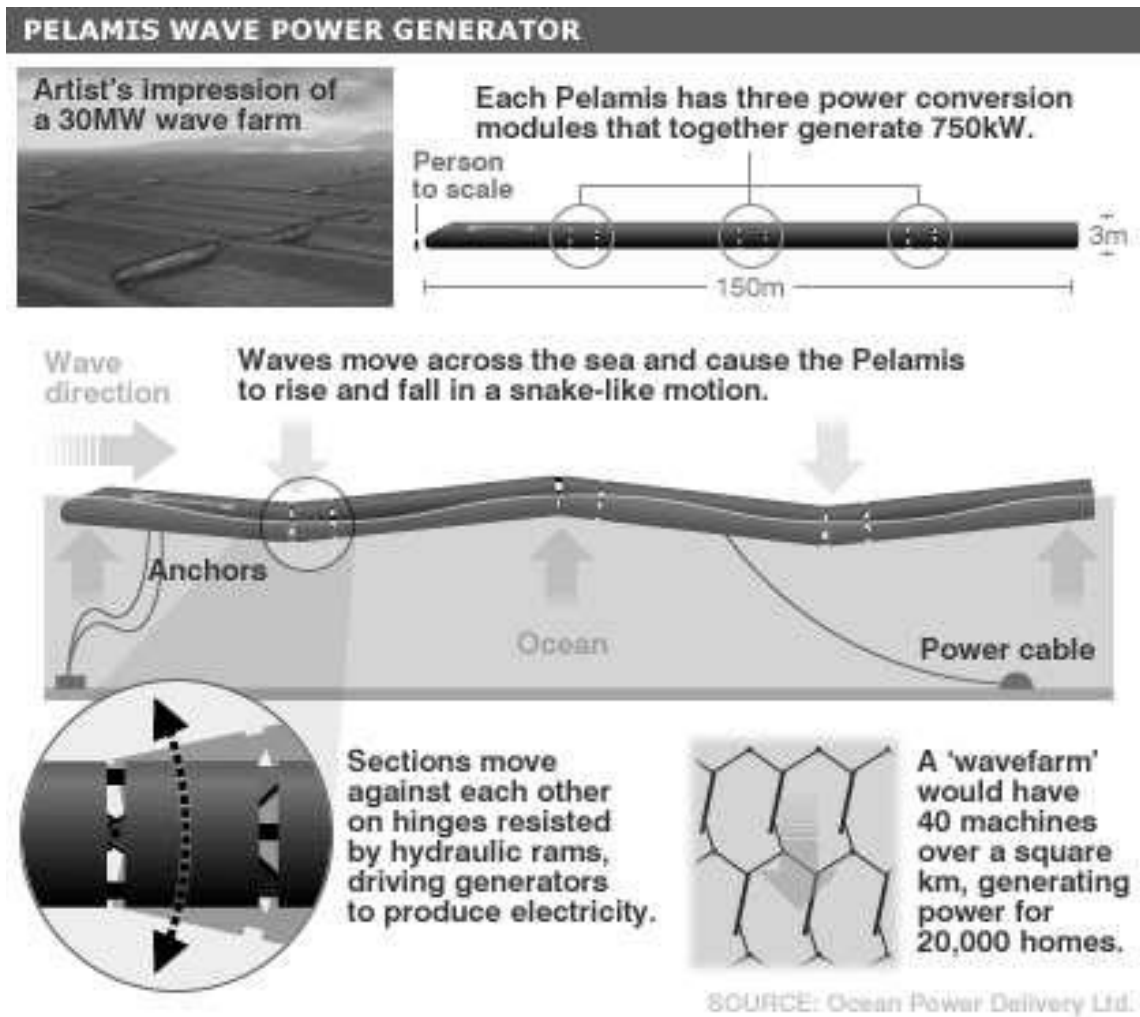 PELAMIS WAVE POWER GENERATOR
Artist's impression of
a 30MW wave farm
Each Pelamis has three power conversion
modules that together generate 750kW.
Person
to scale
3m
150m
Wave
direction
Waves move across the sea and cause the Pelamis
to rise and fall in a snake-like motion.
Anchors
Ocean
Power cable
Sections move
against each other
on hinges resisted
by hydraulic rams,
driving generators
to produce electricity.
A 'wavefarm'
would have
40 machines
over a square
km, generating
power for
20,000 homes.
SOURCE: Ocean Power Delivery Ltd.